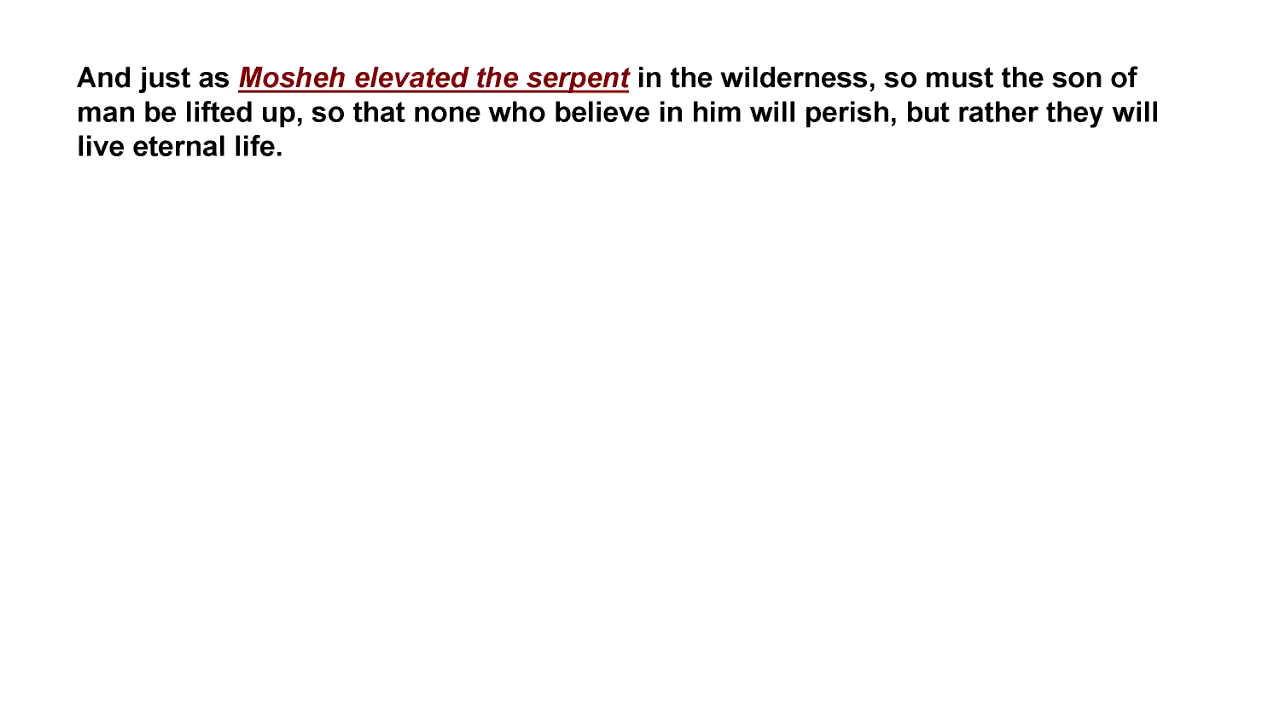 And just as Mosheh elevated the serpent in the wilderness, so must the son of
man be lifted up, so that none who believe in him will perish, but rather they will
live eternal life.